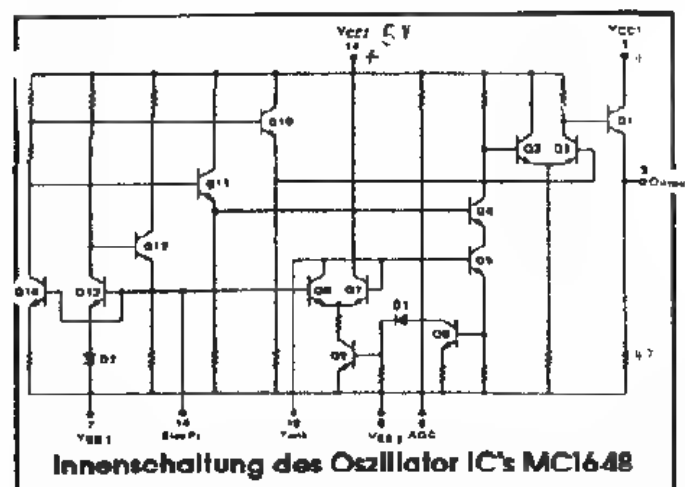 VCC2 5V
VCC1
14 +
1 +
Q10
Q1
Q2 Q3
3
Q11
Q4
Q12
Q5
Q14 Q13
Q6 Q7
D1
D2
Q9
Q8
7
10
12
8
5
VEE1
Bias Pt
Tank
VEE2
AGC
Innenschaltung des Oszillator IC's MC1648